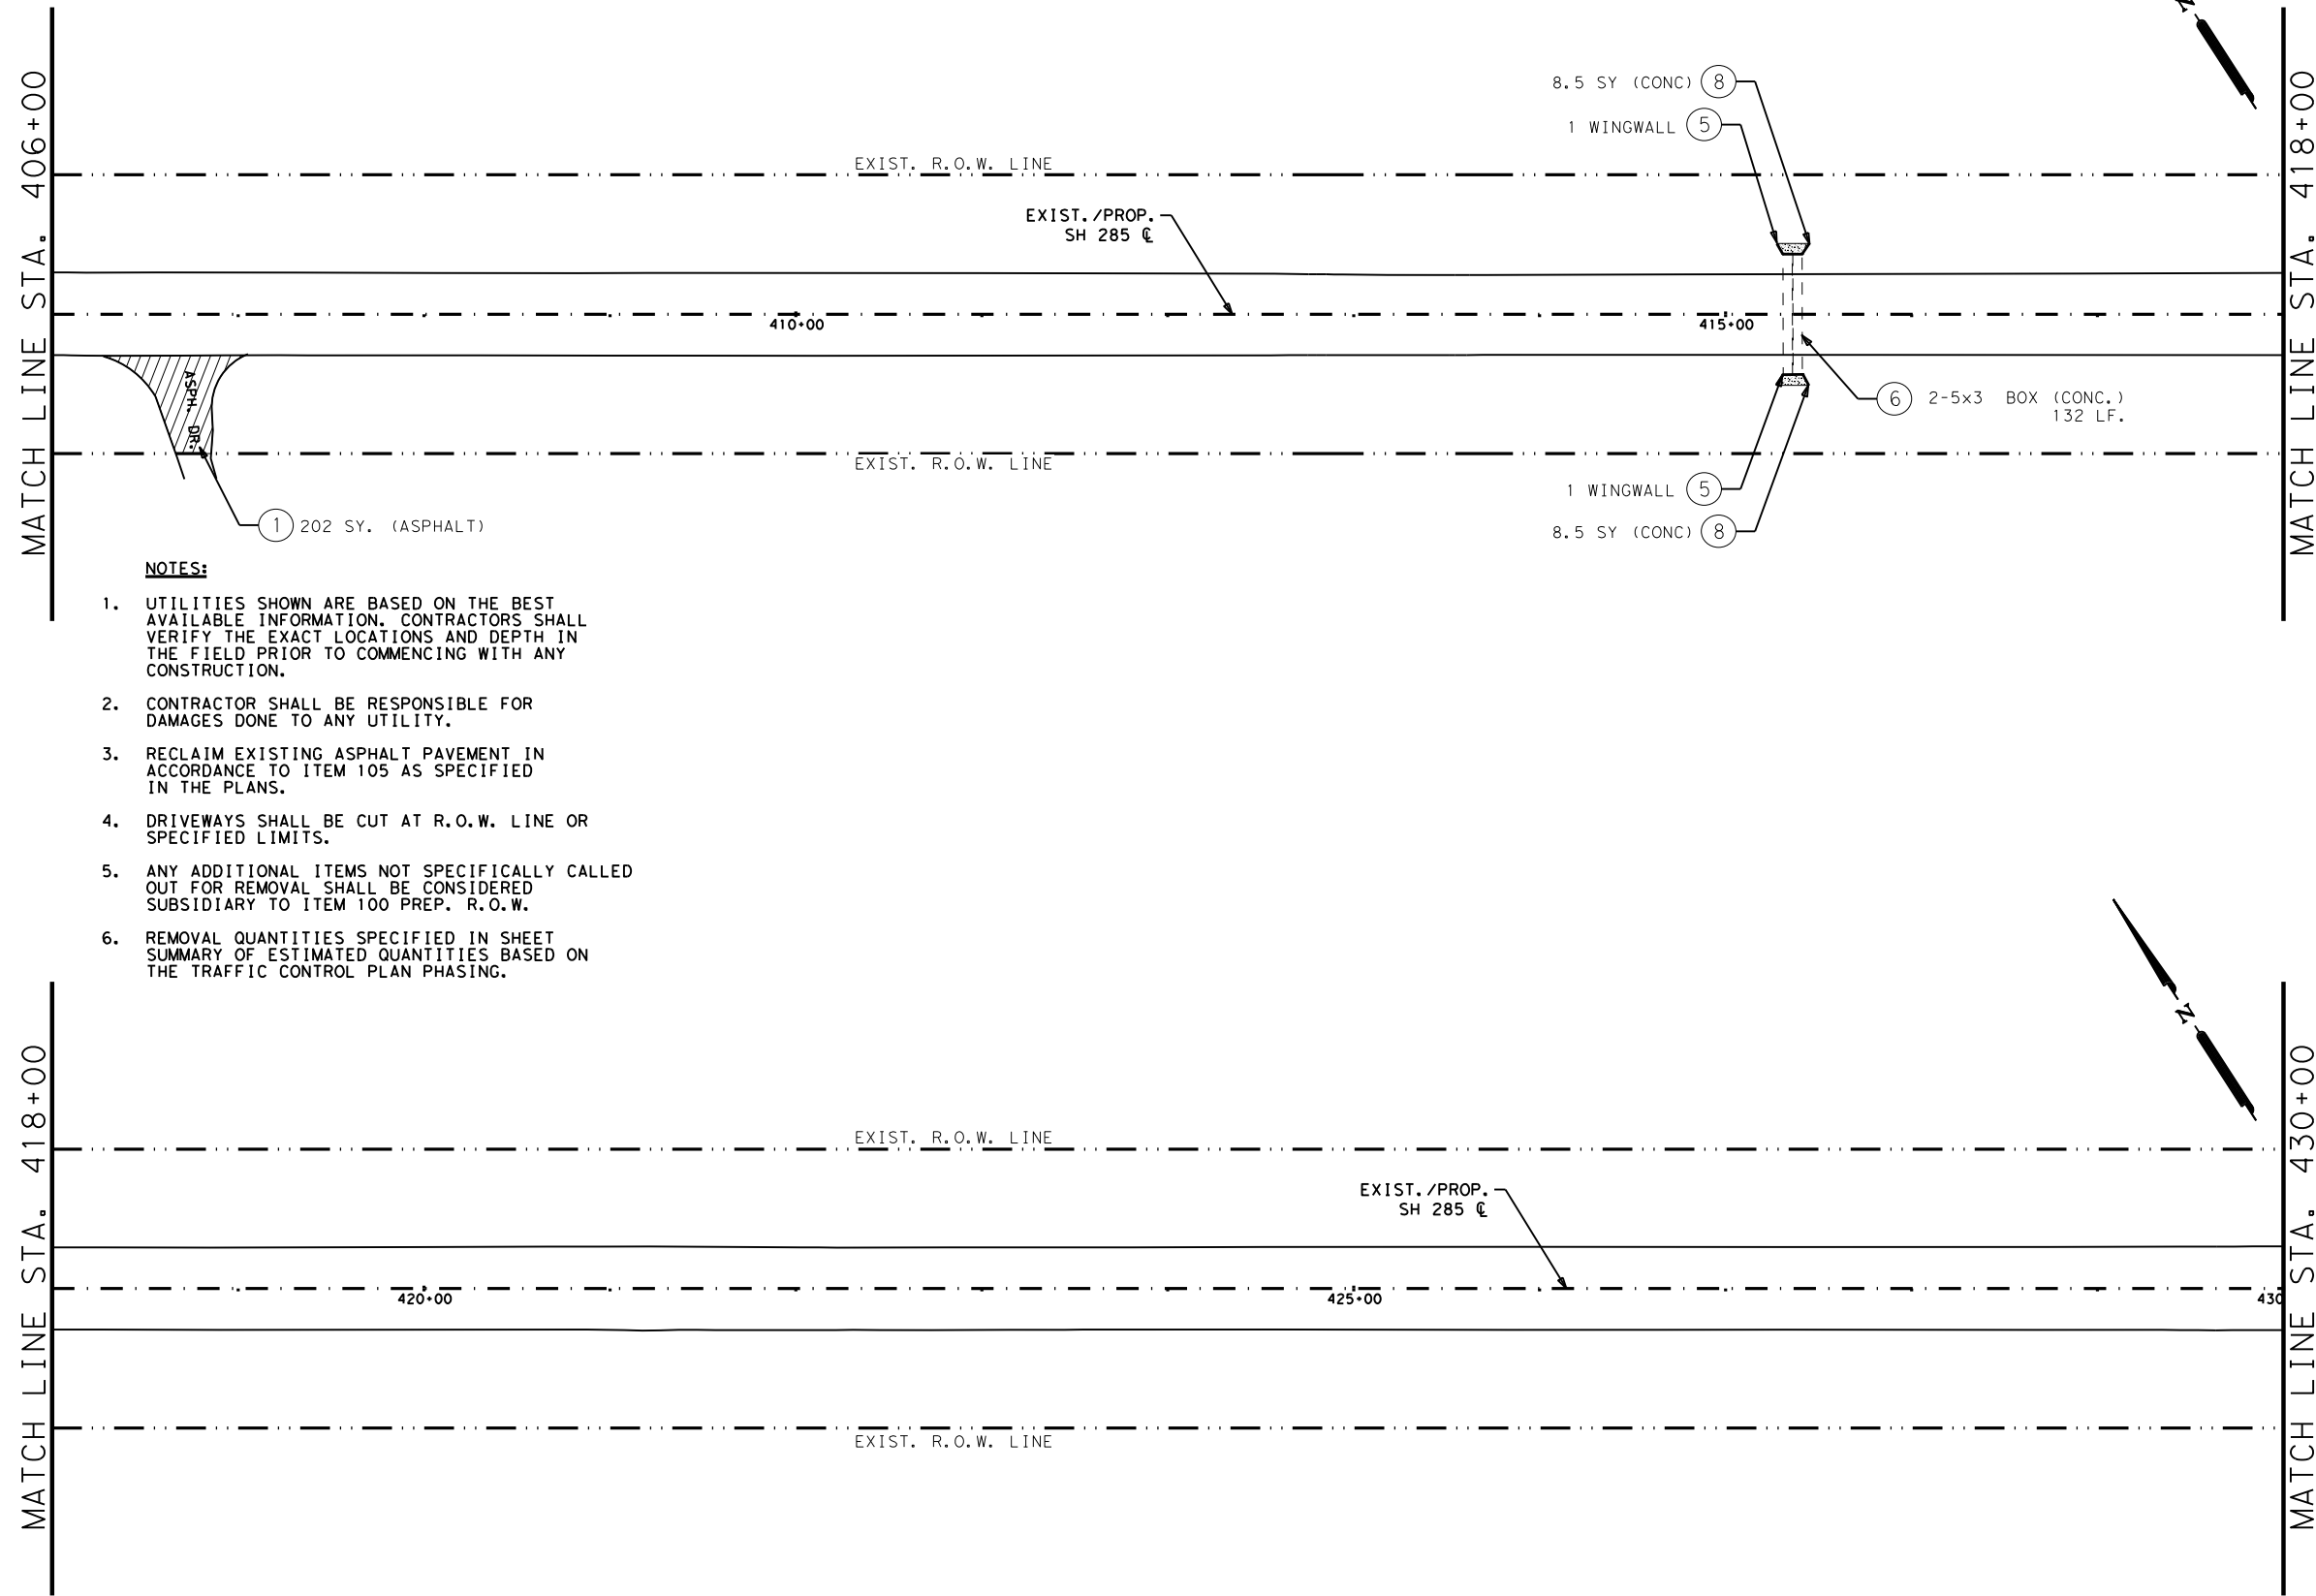 N
MATCH LINE STA. 406+00
MATCH LINE STA. 418+00
8.5 SY (CONC) 8
1 WINGWALL 5
EXIST. R.O.W. LINE
EXIST./PROP.
SH 285 ℄
410+00
415+00
ASPH. DR.
6 2-5x3 BOX (CONC.)
132 LF.
EXIST. R.O.W. LINE
1 WINGWALL 5
8.5 SY (CONC) 8
1 202 SY. (ASPHALT)
NOTES:
1. UTILITIES SHOWN ARE BASED ON THE BEST
AVAILABLE INFORMATION. CONTRACTORS SHALL
VERIFY THE EXACT LOCATIONS AND DEPTH IN
THE FIELD PRIOR TO COMMENCING WITH ANY
CONSTRUCTION.
2. CONTRACTOR SHALL BE RESPONSIBLE FOR
DAMAGES DONE TO ANY UTILITY.
3. RECLAIM EXISTING ASPHALT PAVEMENT IN
ACCORDANCE TO ITEM 105 AS SPECIFIED
IN THE PLANS.
4. DRIVEWAYS SHALL BE CUT AT R.O.W. LINE OR
SPECIFIED LIMITS.
5. ANY ADDITIONAL ITEMS NOT SPECIFICALLY CALLED
OUT FOR REMOVAL SHALL BE CONSIDERED
SUBSIDIARY TO ITEM 100 PREP. R.O.W.
6. REMOVAL QUANTITIES SPECIFIED IN SHEET
SUMMARY OF ESTIMATED QUANTITIES BASED ON
THE TRAFFIC CONTROL PLAN PHASING.
N
MATCH LINE STA. 418+00
MATCH LINE STA. 430+00
EXIST. R.O.W. LINE
EXIST./PROP.
SH 285 ℄
420+00
425+00
430
EXIST. R.O.W. LINE